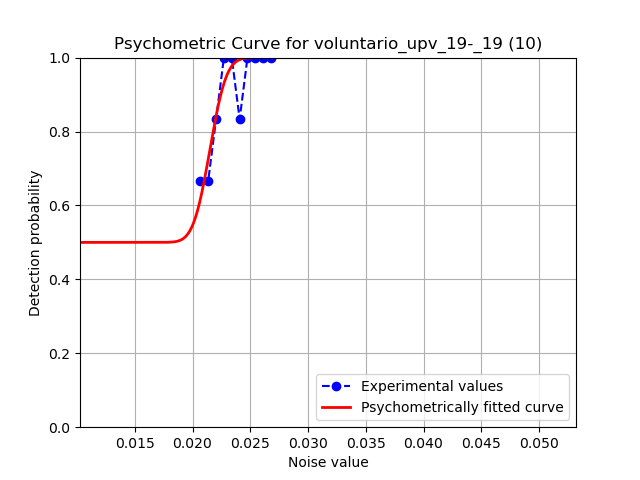 Psychometric Curve for voluntario_upv_19-_19 (10)
Detection probability
1.0
0.8
0.6
0.4
0.2
0.0
0.015 0.020 0.025 0.030 0.035 0.040 0.045 0.050
Noise value
Experimental values
Psychometrically fitted curve